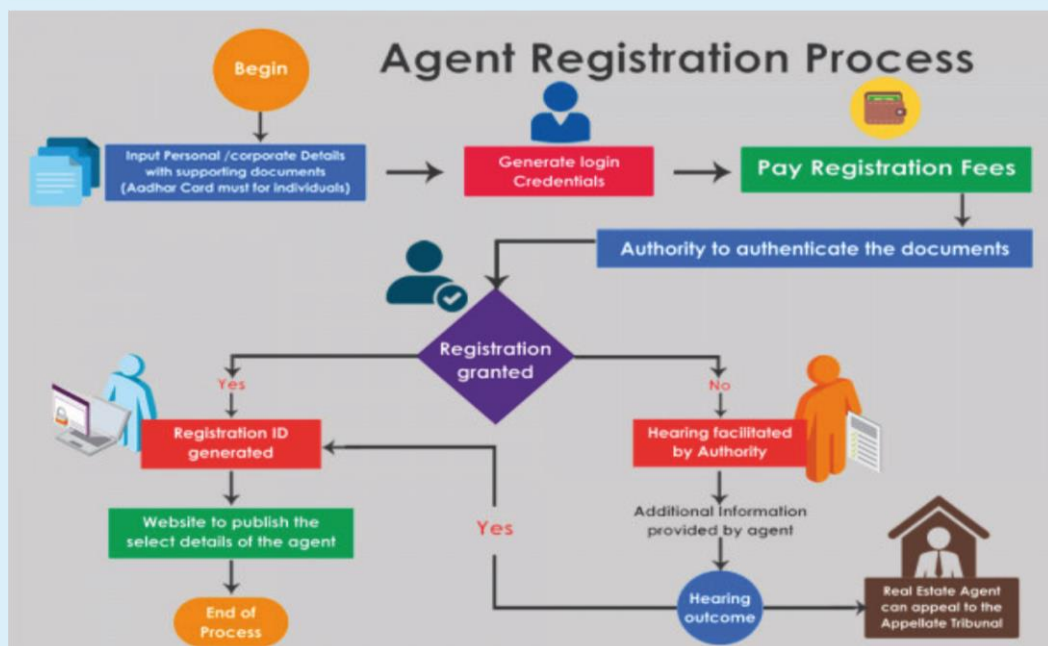 Agent Registration Process
Begin
Input Personal /corporate Details
with supporting documents
(Aadhar Card must for individuals)
Generate login
Credentials
Pay Registration Fees
Authority to authenticate the documents
Registration
granted
Yes
No
Registration ID
generated
Hearing facilitated
by Authority
Website to publish the
select details of the agent
Yes
Additional Information
provided by agent
End of
Process
Hearing
outcome
Real Estate Agent
can appeal to the
Appellate Tribunal